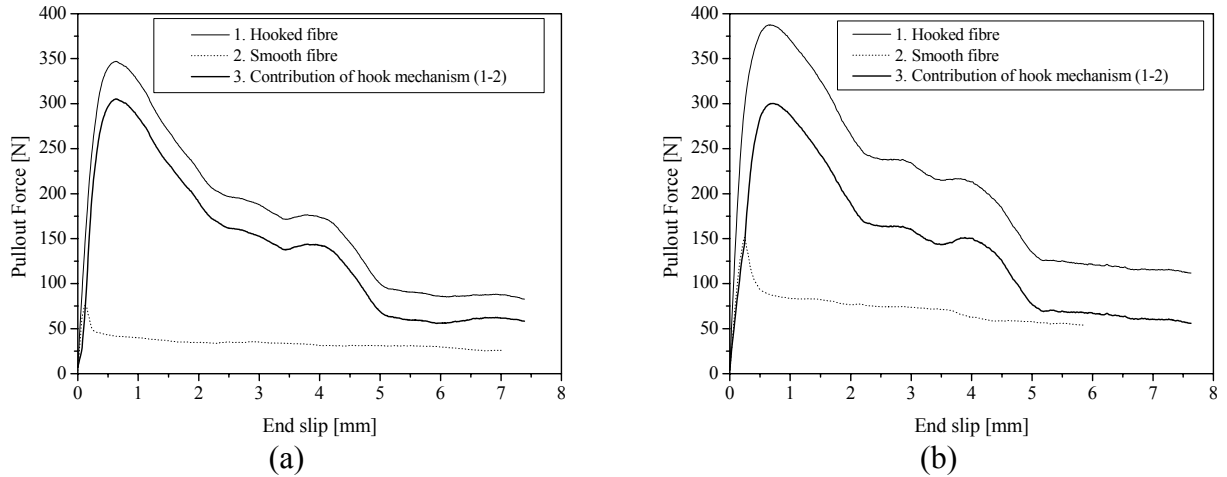 400
350
300
250
200
150
100
50
0
Pullout Force [N]
1. Hooked fibre
2. Smooth fibre
3. Contribution of hook mechanism (1-2)
0 1 2 3 4 5 6 7 8
End slip [mm]
(a)
400
350
300
250
200
150
100
50
0
Pullout Force [N]
1. Hooked fibre
2. Smooth fibre
3. Contribution of hook mechanism (1-2)
0 1 2 3 4 5 6 7 8
End slip [mm]
(b)